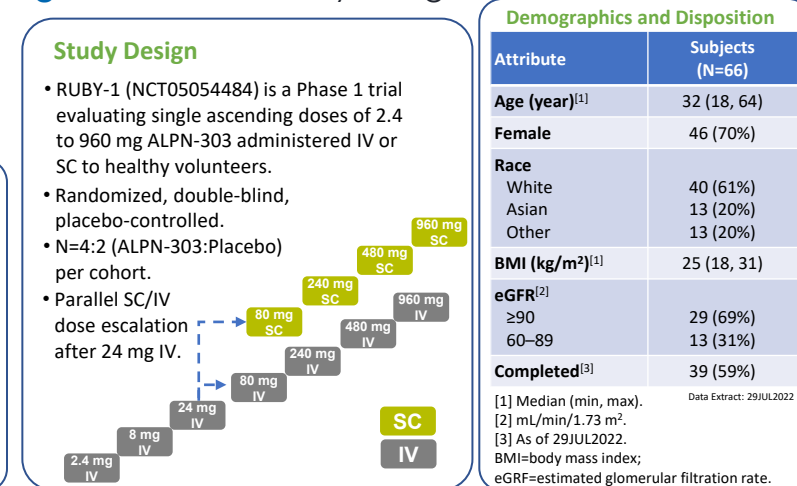 Study Design
• RUBY-1 (NCT05054484) is a Phase 1 trial
evaluating single ascending doses of 2.4
to 960 mg ALPN-303 administered IV or
SC to healthy volunteers.
• Randomized, double-blind,
placebo-controlled.
• N=4:2 (ALPN-303:Placebo)
per cohort.
• Parallel SC/IV
dose escalation
after 24 mg IV.
960 mg
SC
480 mg
SC
240 mg
SC
80 mg
SC
960 mg
IV
480 mg
IV
240 mg
IV
80 mg
IV
24 mg
IV
8 mg
IV
2.4 mg
IV
SC
IV
Demographics and Disposition
Attribute Subjects
(N=66)
Age (year)[1] 32 (18, 64)
Female 46 (70%)
Race
White 40 (61%)
Asian 13 (20%)
Other 13 (20%)
BMI (kg/m²)[1] 25 (18, 31)
eGFR[2]
≥90 29 (69%)
60–89 13 (31%)
Completed[3] 39 (59%)
[1] Median (min, max). Data Extract: 29JUL2022
[2] mL/min/1.73 m².
[3] As of 29JUL2022.
BMI=body mass index;
eGRF=estimated glomerular filtration rate.